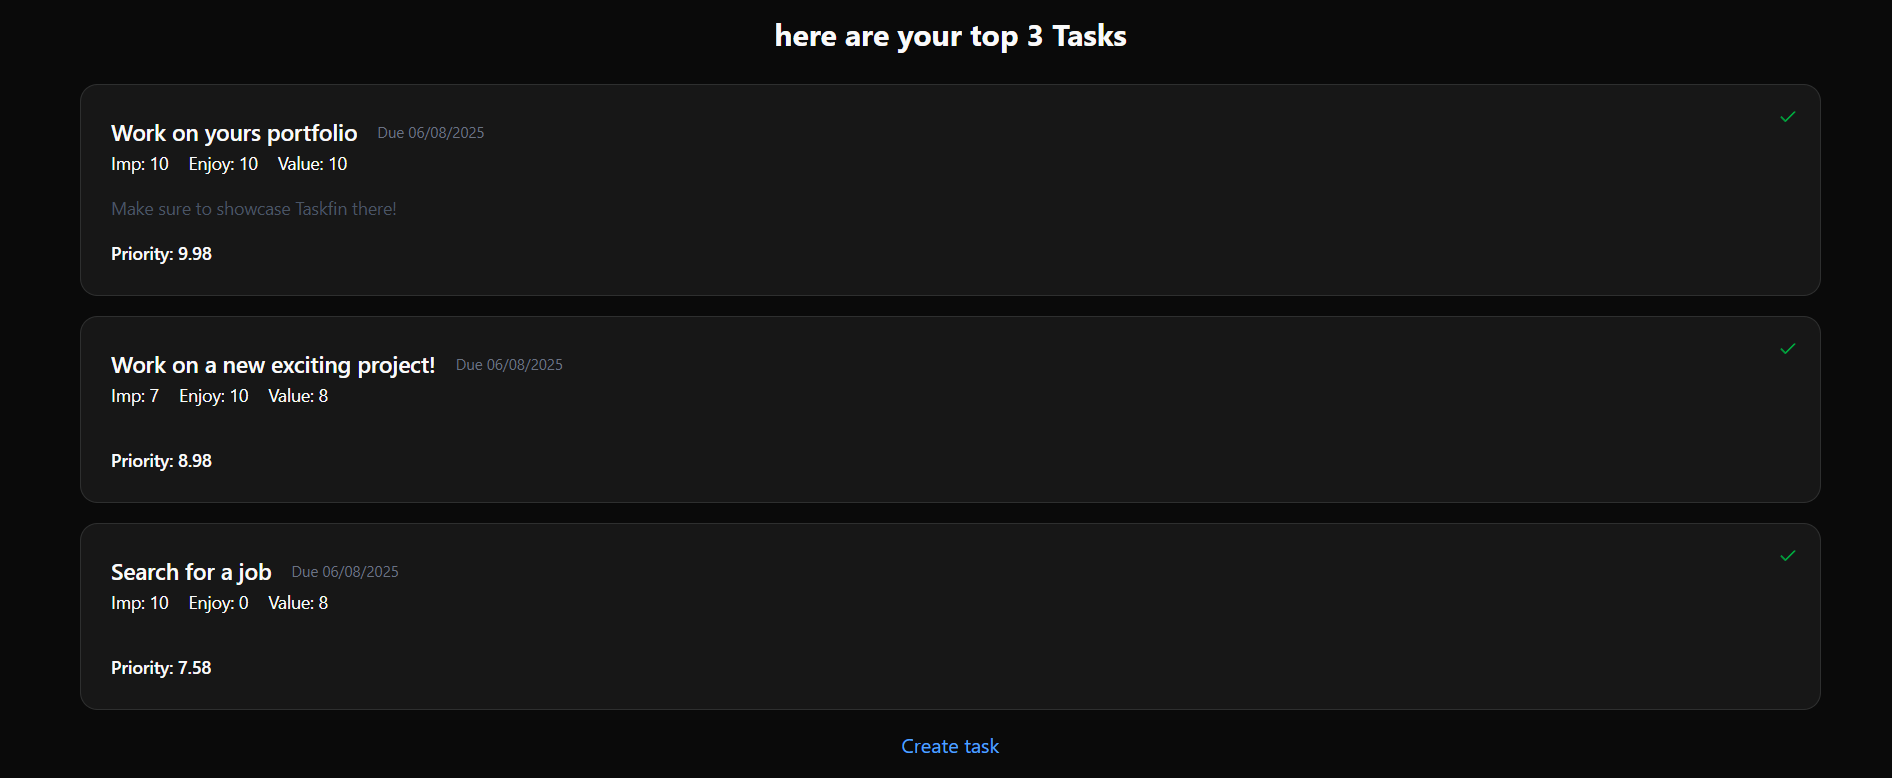 here are your top 3 Tasks
Work on yours portfolio Due 06/08/2025
Imp: 10 Enjoy: 10 Value: 10
Make sure to showcase Taskfin there!
Priority: 9.98
Work on a new exciting project! Due 06/08/2025
Imp: 7 Enjoy: 10 Value: 8
Priority: 8.98
Search for a job Due 06/08/2025
Imp: 10 Enjoy: 0 Value: 8
Priority: 7.58
Create task